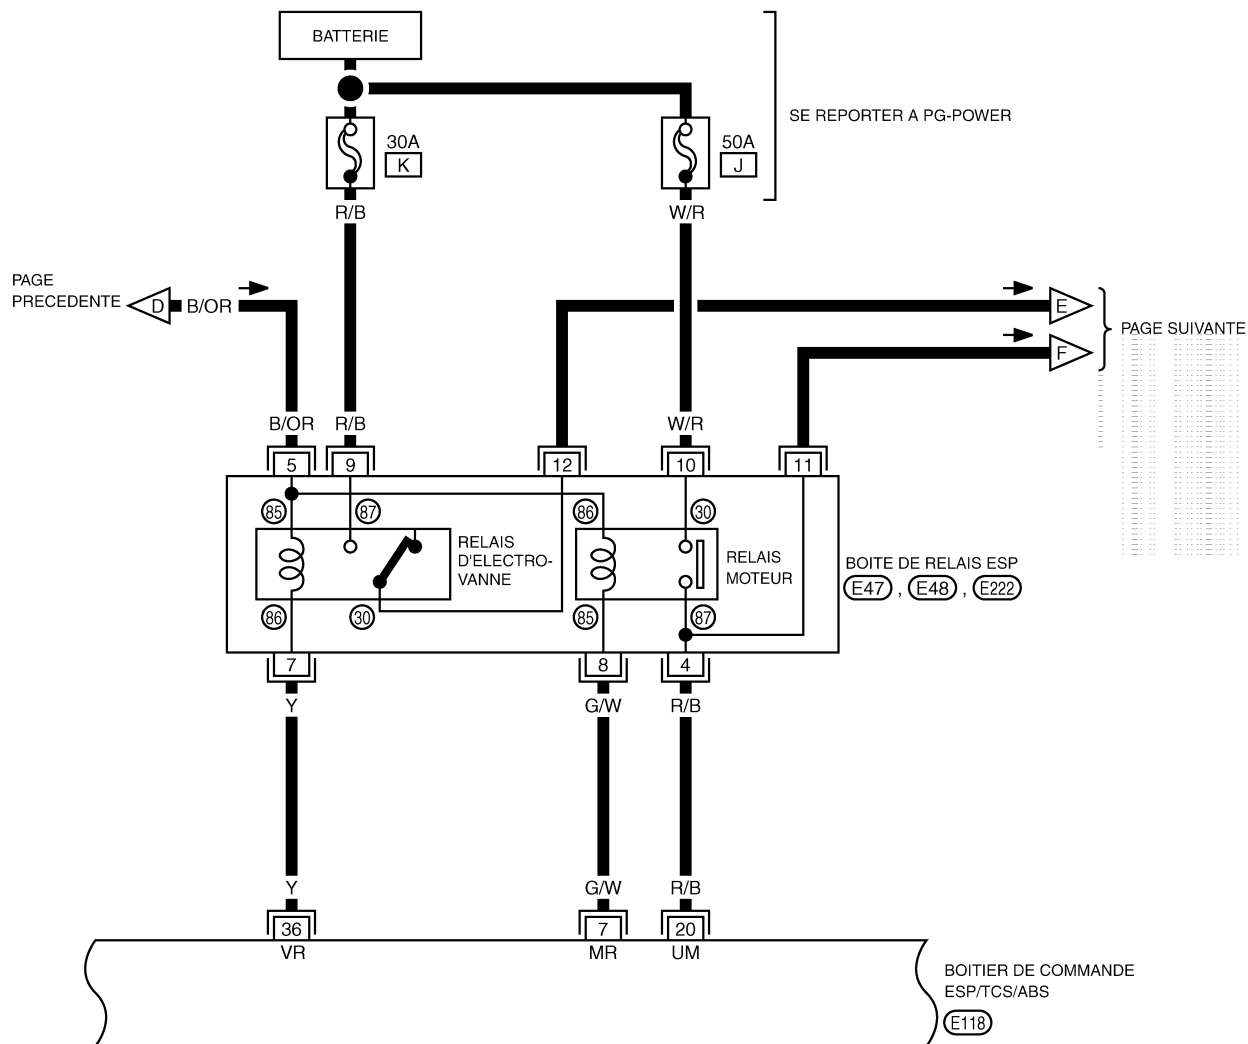 BATTERIE
SE REPORTER A PG-POWER
30A
K
50A
J
R/B
W/R
PAGE
PRECEDENTE
D
B/OR
E
F
PAGE SUIVANTE
B/OR
R/B
W/R
5
9
12
10
11
85
87
86
30
RELAIS
D'ELECTRO-
VANNE
RELAIS
MOTEUR
86
30
85
87
BOITE DE RELAIS ESP
E47 , E48 , E222
7
8
4
Y
G/W
R/B
Y
G/W
R/B
36
7
20
VR
MR
UM
BOITIER DE COMMANDE
ESP/TCS/ABS
E118